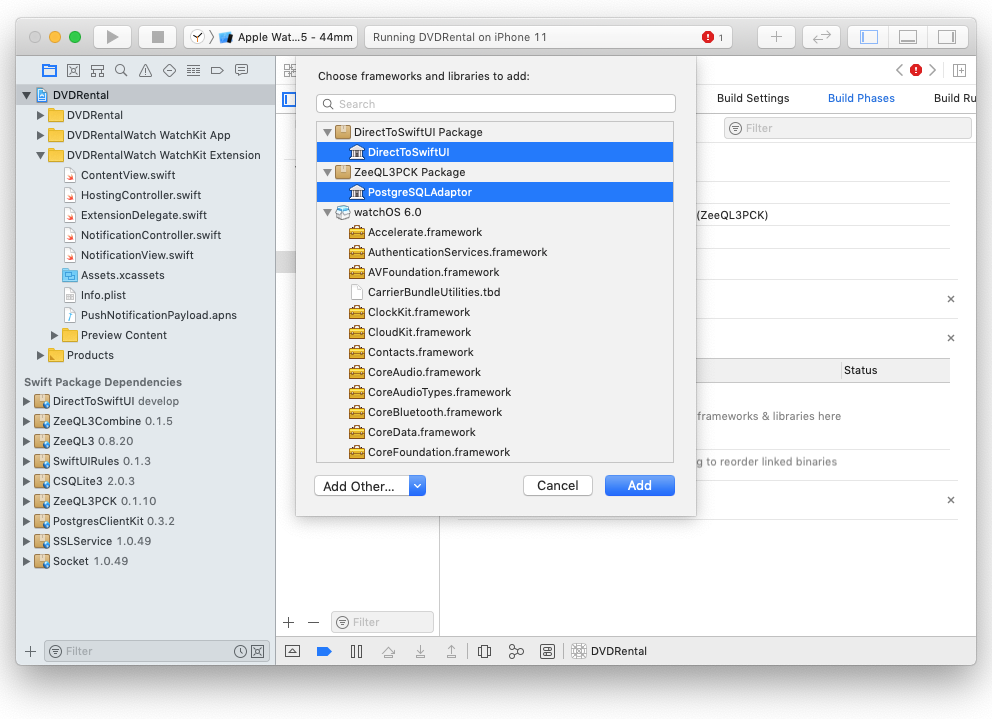 Apple Wat...5 - 44mm
Running DVDRental on iPhone 11
1
DVDRental
DVDRental
DVDRentalWatch WatchKit App
DVDRentalWatch WatchKit Extension
ContentView.swift
HostingController.swift
ExtensionDelegate.swift
NotificationController.swift
NotificationView.swift
Assets.xcassets
Info.plist
PushNotificationPayload.apns
Preview Content
Products
Swift Package Dependencies
DirectToSwiftUI develop
ZeeQL3Combine 0.1.5
ZeeQL3 0.8.20
SwiftUIRules 0.1.3
CSQLite3 2.0.3
ZeeQL3PCK 0.1.10
PostgresClientKit 0.3.2
SSLService 1.0.49
Socket 1.0.49
Filter
Choose frameworks and libraries to add:
Search
DirectToSwiftUI Package
DirectToSwiftUI
ZeeQL3PCK Package
PostgreSQLAdaptor
watchOS 6.0
Accelerate.framework
AuthenticationServices.framework
AVFoundation.framework
CarrierBundleUtilities.tbd
ClockKit.framework
CloudKit.framework
Contacts.framework
CoreAudio.framework
CoreAudioTypes.framework
CoreBluetooth.framework
CoreData.framework
CoreFoundation.framework
Add Other...
Cancel
Add
Build Settings
Build Phases
Build Ru
Filter
(ZeeQL3PCK)
Status
frameworks & libraries here
g to reorder linked binaries
Filter
DVDRental